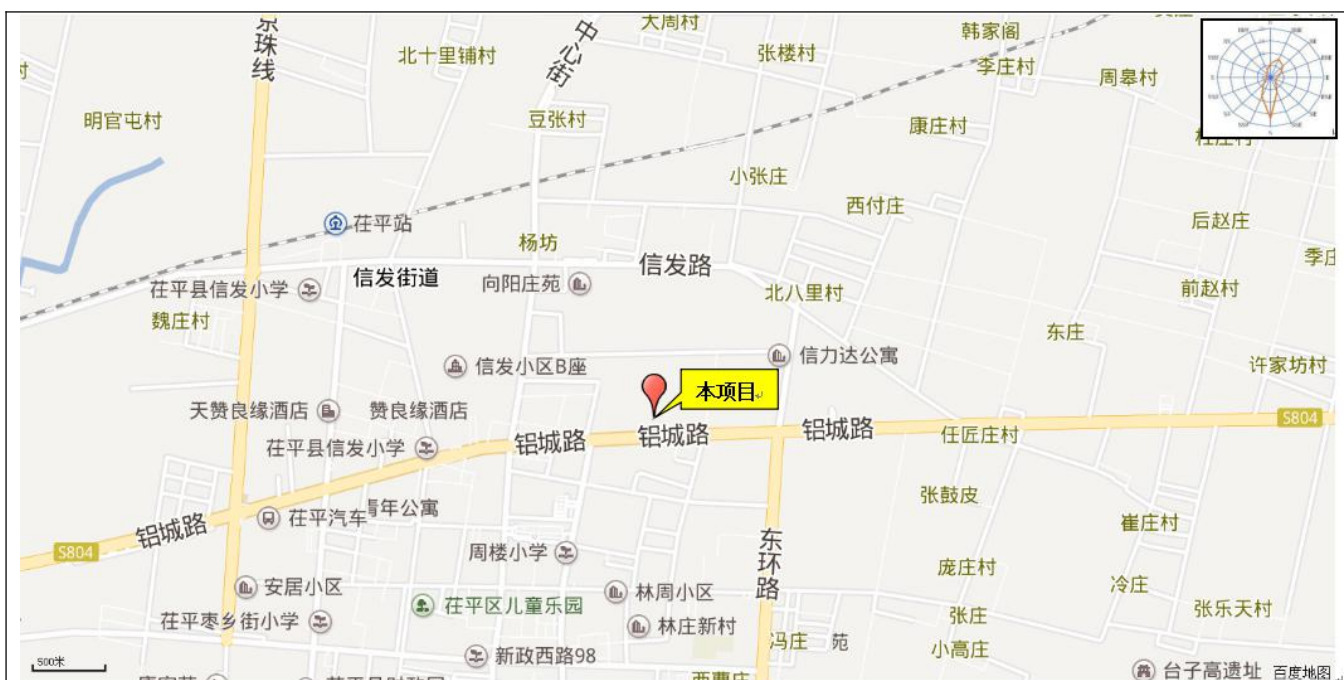 京珠线
中心街
大周村
张楼村
韩家阁
北十里铺村
李庄村
周皋村
明官屯村
豆张村
康庄村
小张庄
西付庄
茌平站
后赵庄
杨坊
信发路
季庄
信发街道
向阳庄苑
茌平县信发小学
北八里村
前赵村
魏庄村
东庄
信力达公寓
信发小区B座
许家坊村
本项目
天赞良缘酒店
赞良缘酒店
S804
铝城路
铝城路
铝城路
任匠庄村
茌平县信发小学
张鼓皮
茌平汽车
青年公寓
崔庄村
铝城路
东环路
S804
周楼小学
庞庄村
安居小区
林周小区
冷庄
茌平区儿童乐园
张庄
张乐天村
茌平枣乡街小学
林庄新村
冯庄
苑
小高庄
新政西路98
500米
台子高遗址
百度地图